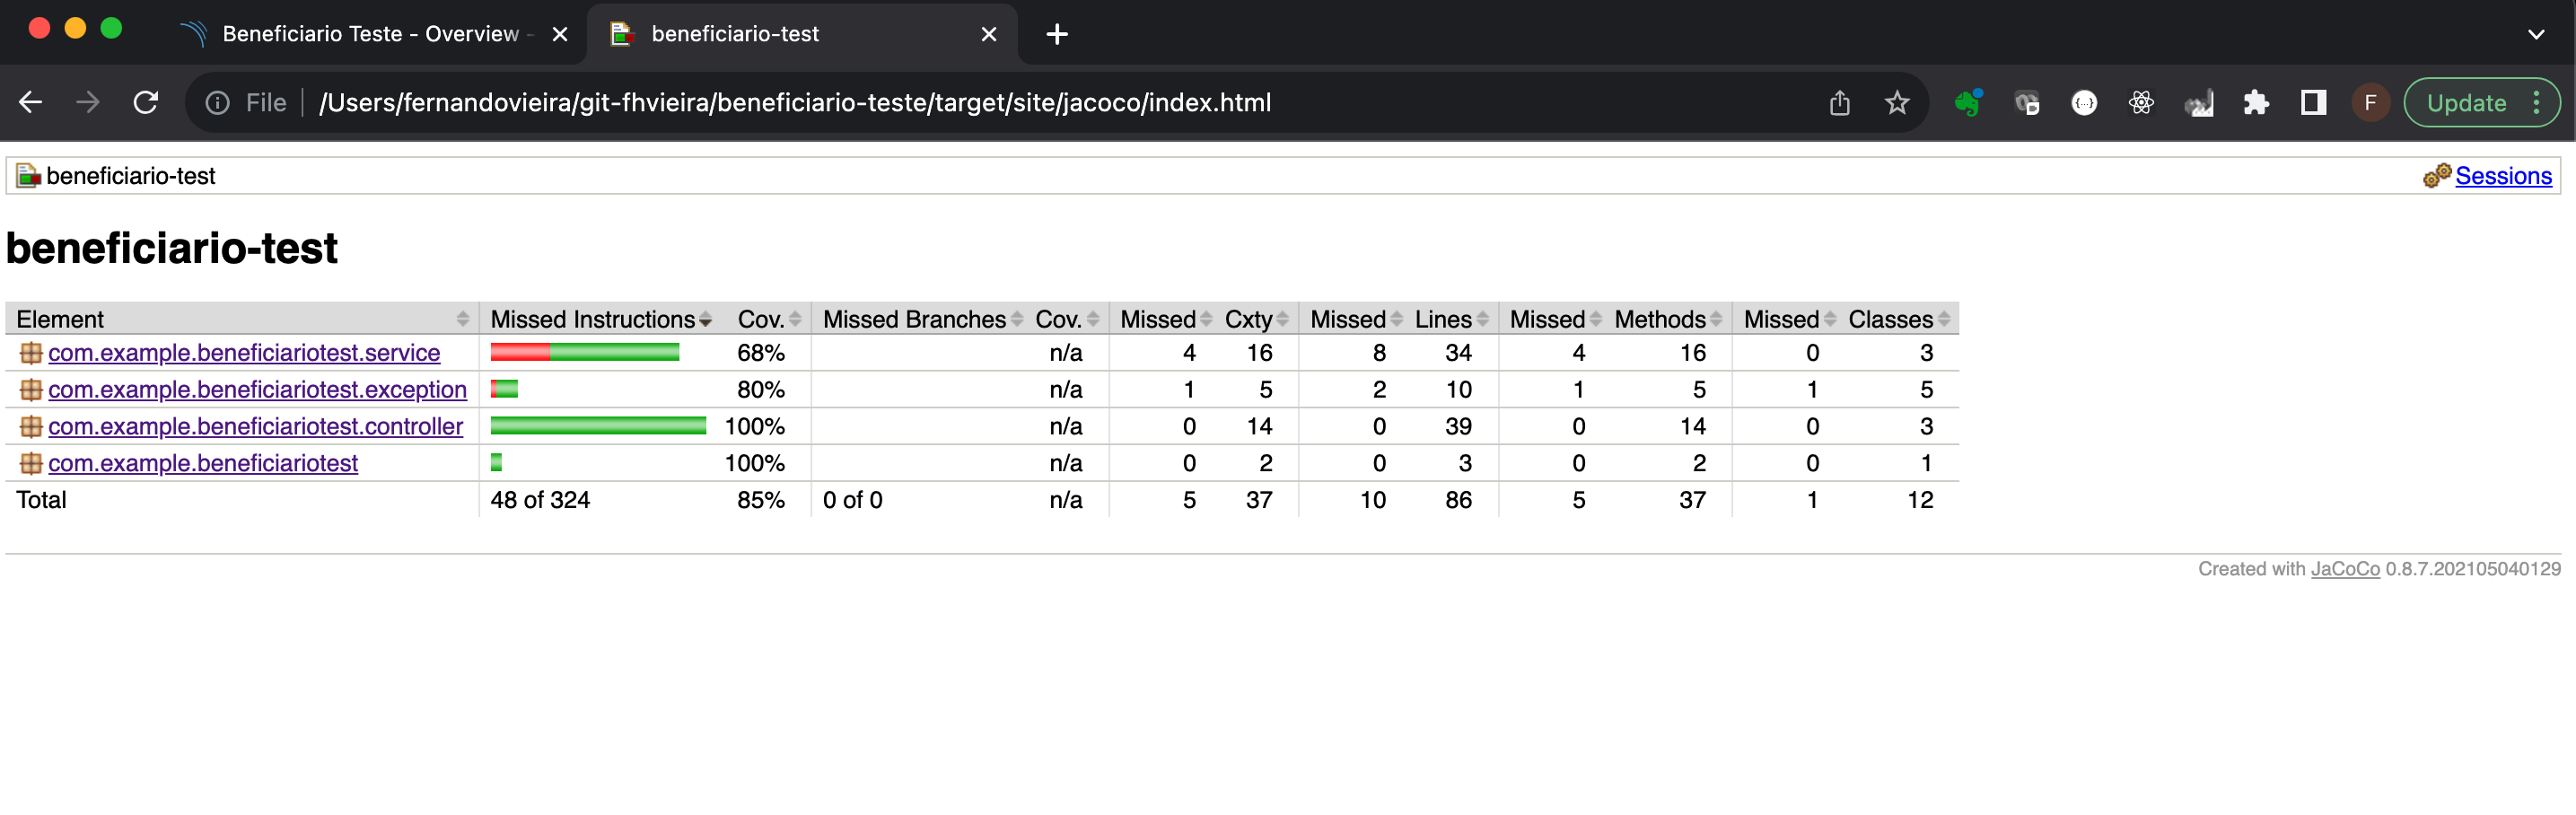 Beneficiario Teste - Overview -
beneficiario-test
File /Users/fernandovieira/git-fhvieira/beneficiario-teste/target/site/jacoco/index.html
F
Update
beneficiario-test
Sessions
beneficiario-test
Element Missed Instructions Cov. Missed Branches Cov. Missed Cxty Missed Lines Missed Methods Missed Classes
com.example.beneficiariotest.service 68% n/a 4 16 8 34 4 16 0 3
com.example.beneficiariotest.exception 80% n/a 1 5 2 10 1 5 1 5
com.example.beneficiariotest.controller 100% n/a 0 14 0 39 0 14 0 3
com.example.beneficiariotest 100% n/a 0 2 0 3 0 2 0 1
Total 48 of 324 85% 0 of 0 n/a 5 37 10 86 5 37 1 12
Created with JaCoCo 0.8.7.202105040129